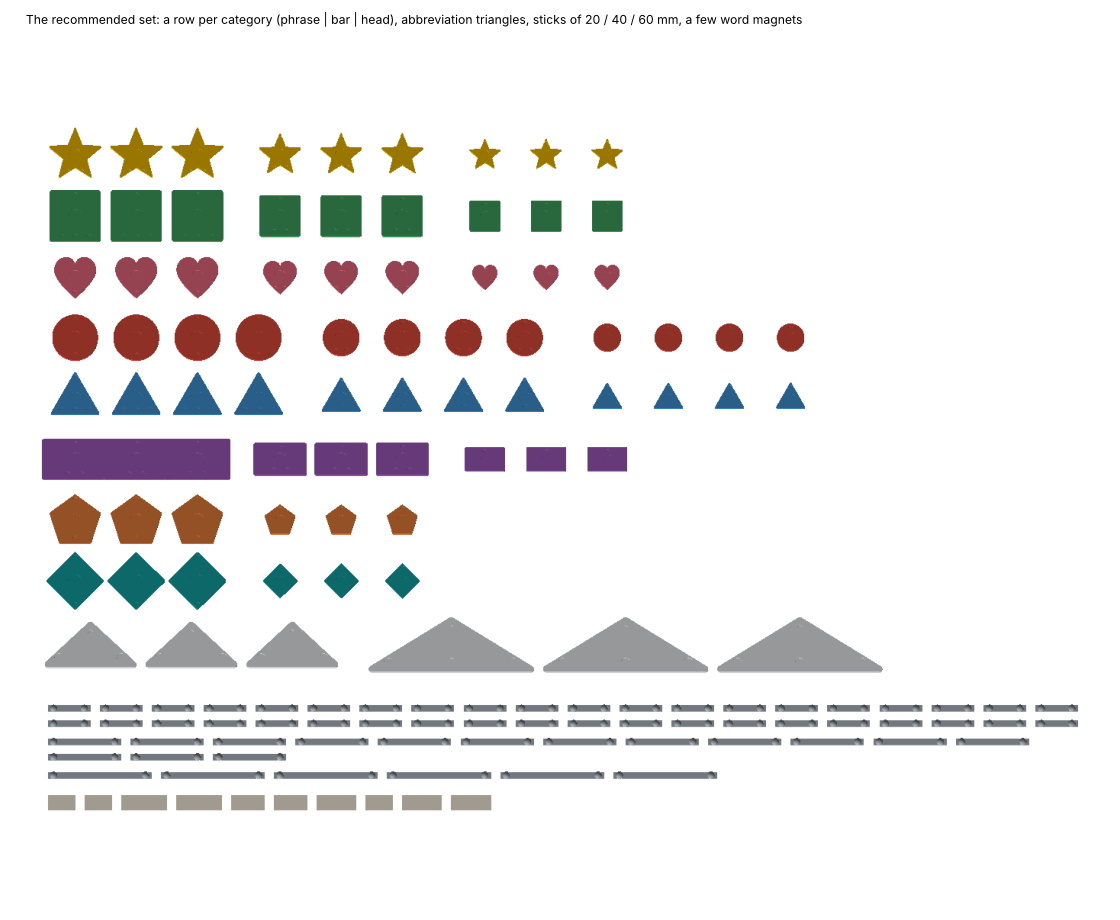 The recommended set: a row per category (phrase | bar | head), abbreviation triangles, sticks of 20 / 40 / 60 mm, a few word magnets